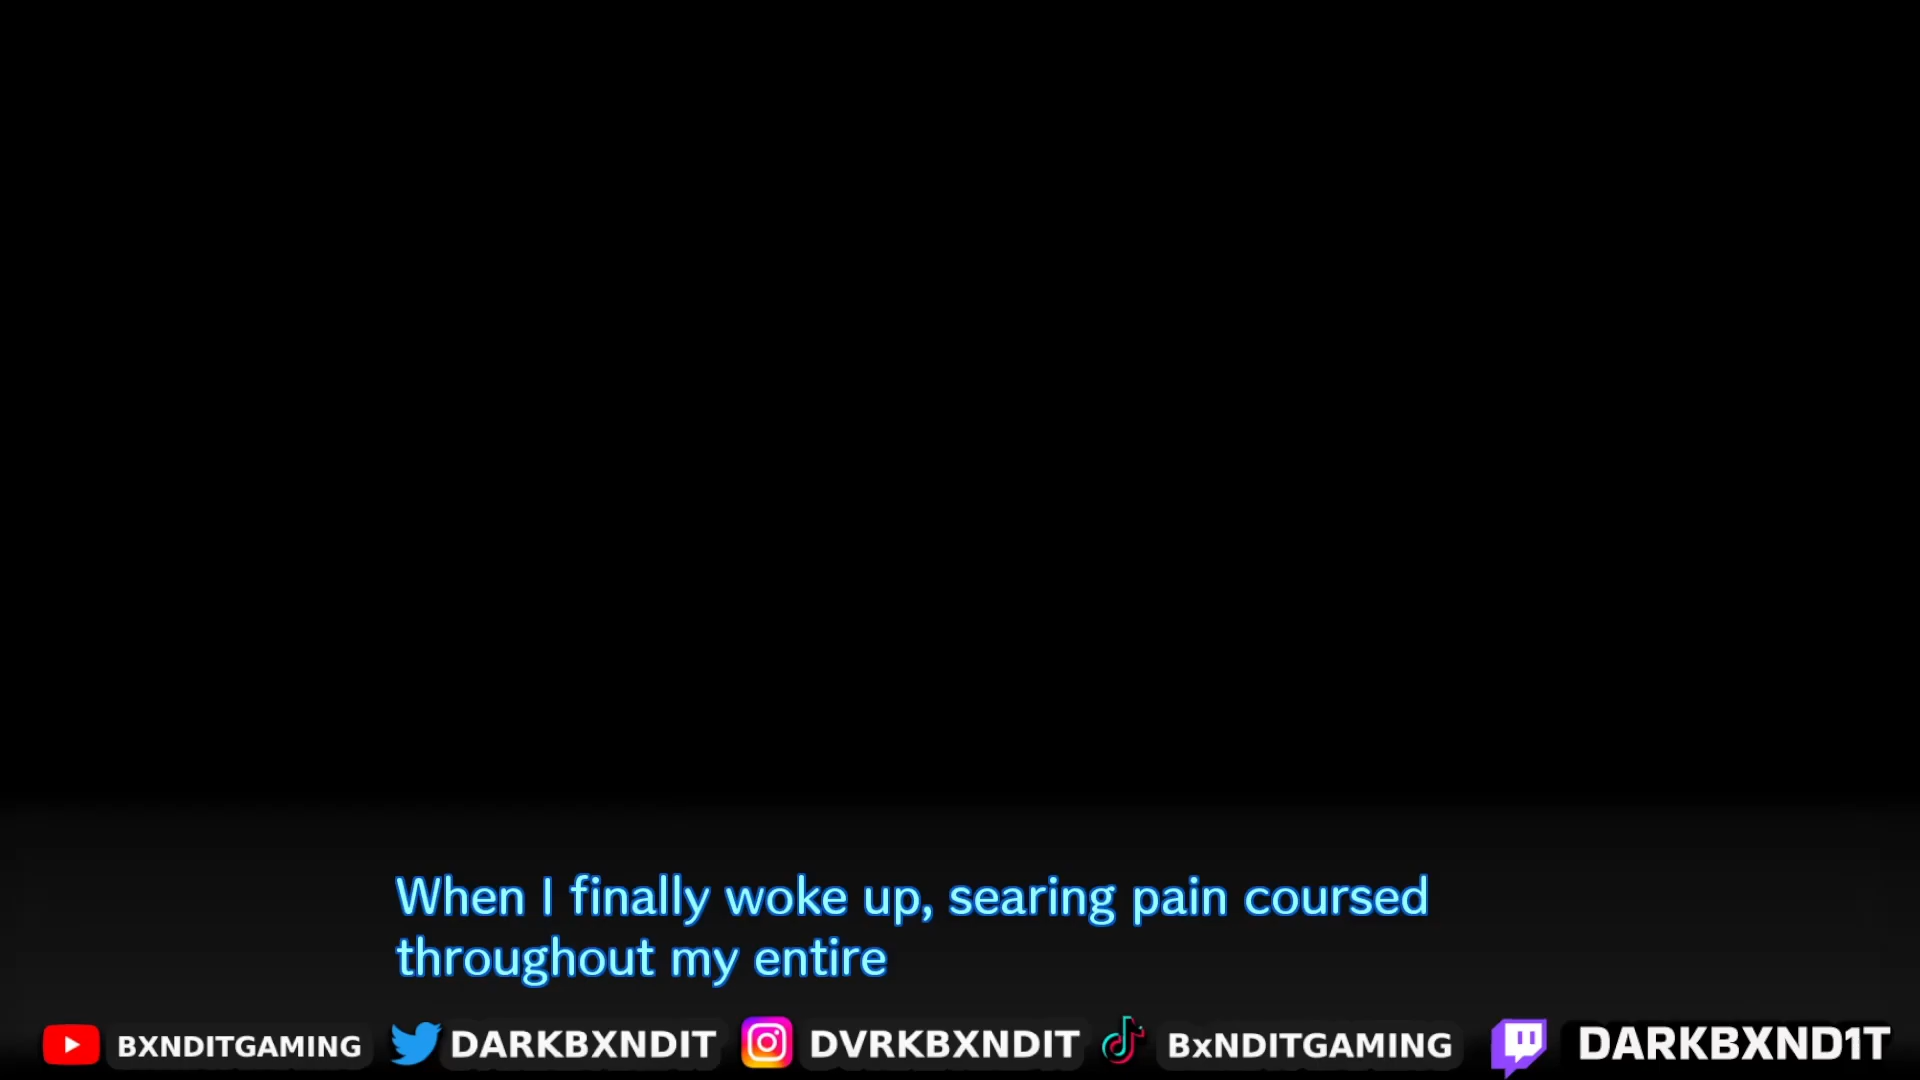 When I finally woke up, searing pain coursed
throughout my entire
BXNDITGAMING DARKBXNDIT DVRKBXNDIT BxNDITGAMING DARKBXND1T